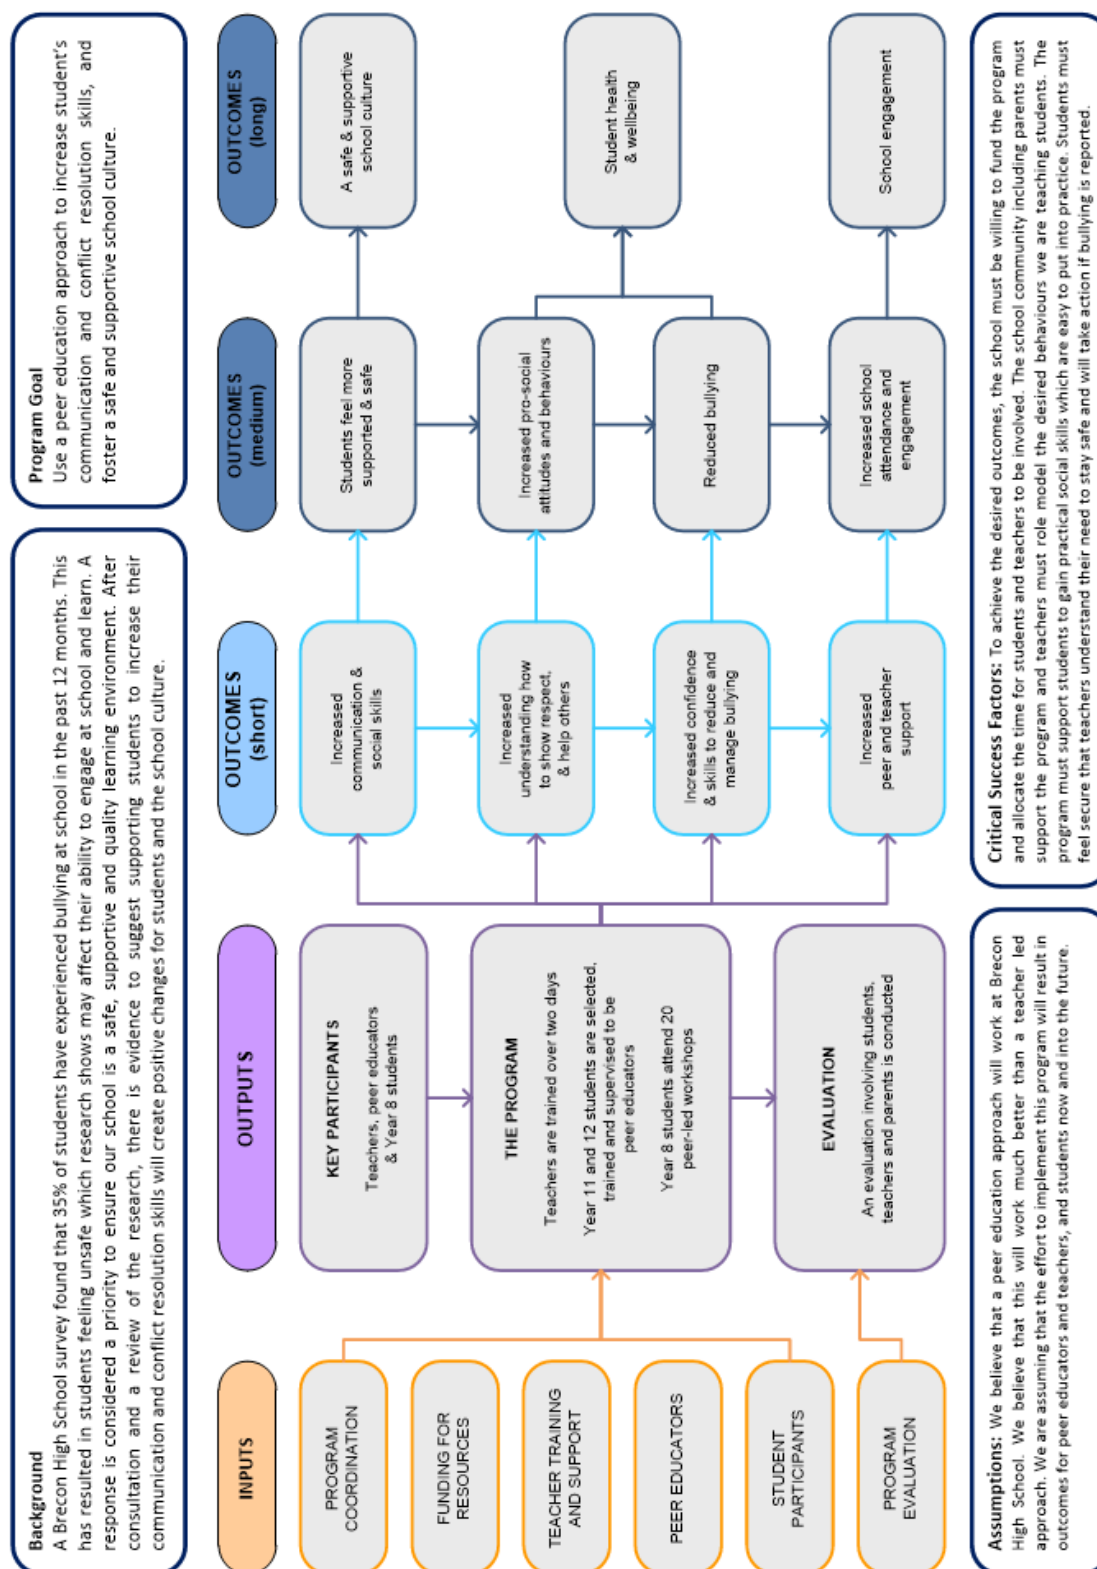 Background
A Brecon High School survey found that 35% of students have experienced bullying at school in the past 12 months. This
has resulted in students feeling unsafe which research shows may affect their ability to engage at school and learn. A
response is considered a priority to ensure our school is a safe, supportive and quality learning environment. After
consultation and a review of the research, there is evidence to suggest supporting students to increase their
communication and conflict resolution skills will create positive changes for students and the school culture.
Program Goal
Use a peer education approach to increase student's
communication and conflict resolution skills, and
foster a safe and supportive school culture.
INPUTS
PROGRAM
COORDINATION
FUNDING FOR
RESOURCES
TEACHER TRAINING
AND SUPPORT
PEER EDUCATORS
STUDENT
PARTICIPANTS
PROGRAM
EVALUATION
OUTPUTS
KEY PARTICIPANTS
Teachers, peer educators
& Year 8 students
THE PROGRAM
Teachers are trained over two days
Year 11 and 12 students are selected,
trained and supervised to be
peer educators
Year 8 students attend 20
peer-led workshops
EVALUATION
An evaluation involving students,
teachers and parents is conducted
OUTCOMES
(short)
Increased
communication &
social skills
Increased
understanding how
to show respect,
& help others
Increased confidence
& skills to reduce and
manage bullying
Increased
peer and teacher
support
OUTCOMES
(medium)
Students feel more
supported & safe
Increased pro-social
attitudes and behaviours
Reduced bullying
Increased school
attendance and
engagement
OUTCOMES
(long)
A safe & supportive
school culture
Student health
& wellbeing
School engagement
Assumptions: We believe that a peer education approach will work at Brecon
High School. We believe that this will work much better than a teacher led
approach. We are assuming that the effort to implement this program will result in
outcomes for peer educators and teachers, and students now and into the future.
Critical Success Factors: To achieve the desired outcomes, the school must be willing to fund the program
and allocate the time for students and teachers to be involved. The school community including parents must
support the program and teachers must role model the desired behaviours we are teaching students. The
program must support students to gain practical social skills which are easy to put into practice. Students must
feel secure that teachers understand their need to stay safe and will take action if bullying is reported.